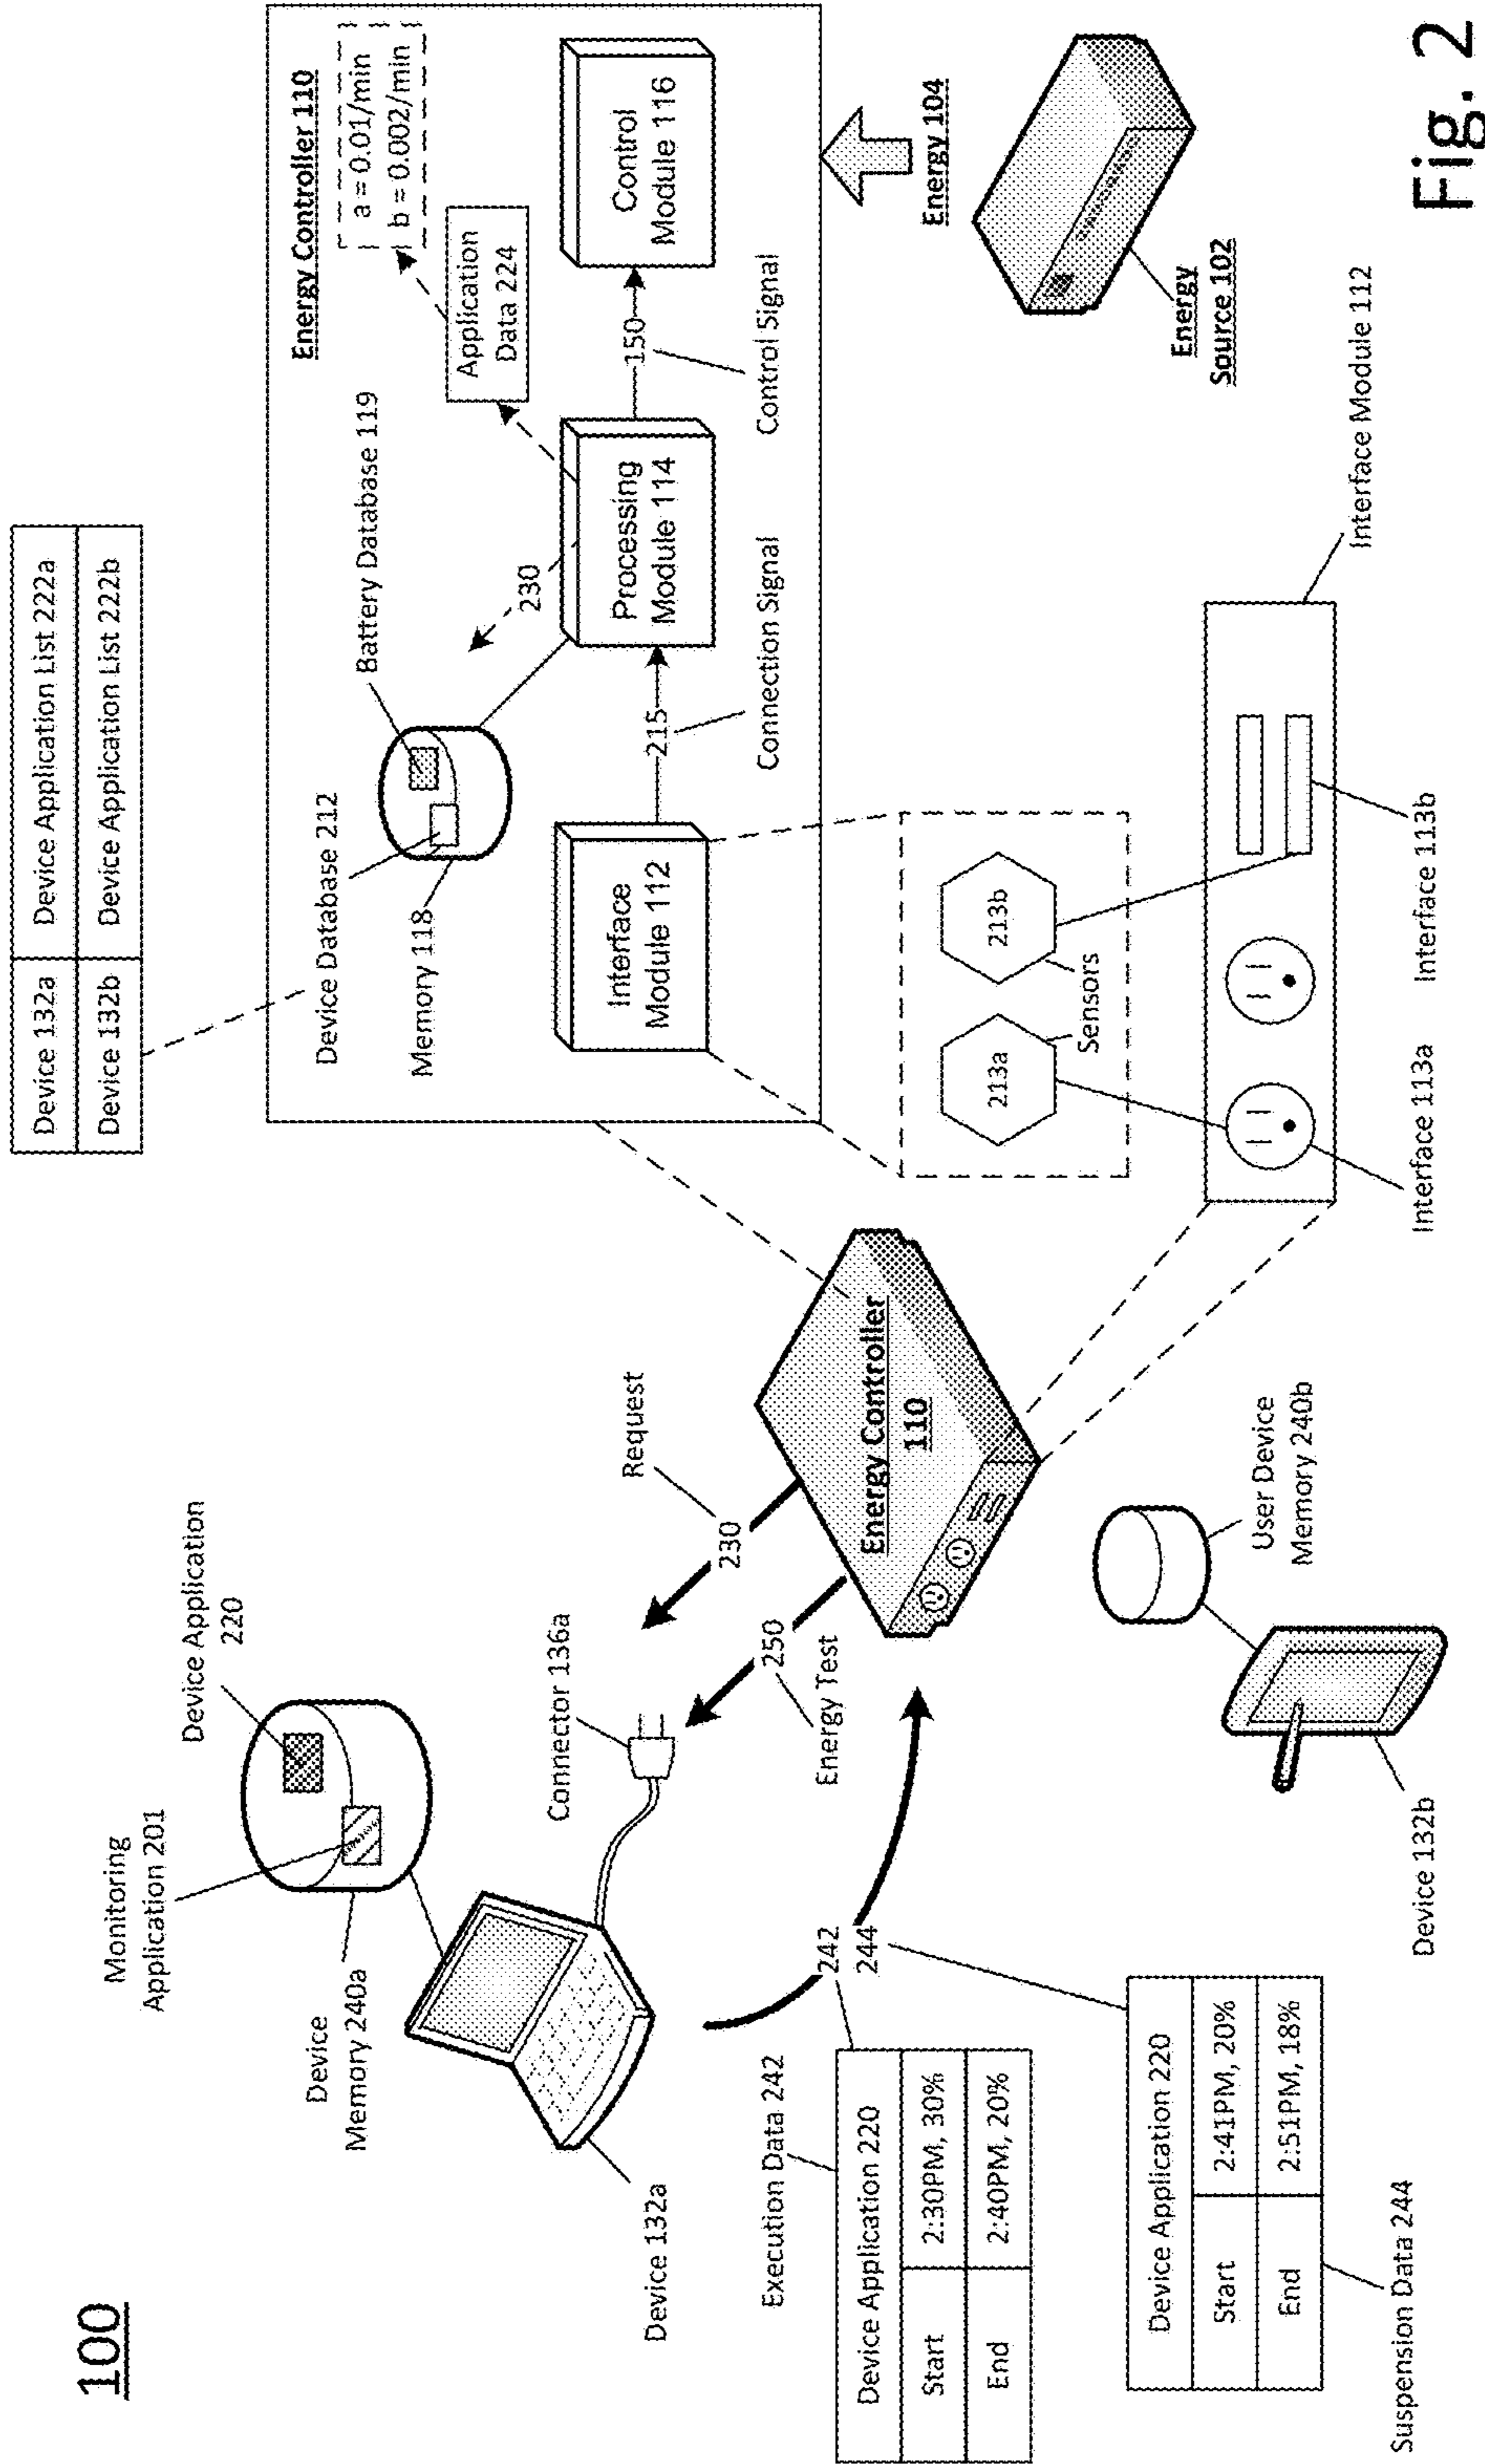 100
Device 132a Device Application List 222a
Device 132b Device Application List 222b
Monitoring
Application 201
Device Application
220
Device
Memory 240a
Device 132a
Connector 136a
Request
230
250
Energy Test
Energy Controller
110
Execution Data 242
242
244
Device Application 220
Start 2:30PM, 30%
End 2:40PM, 20%
Device Application 220
Start 2:41PM, 20%
End 2:51PM, 18%
Suspension Data 244
Device 132b
User Device
Memory 240b
Energy Controller 110
Device Database 212
Battery Database 119
Memory 118
230
Application
Data 224
a = 0.01/min
b = 0.002/min
Interface
Module 112
215
Connection Signal
Processing
Module 114
150
Control Signal
Control
Module 116
213a
213b
Sensors
Energy 104
Energy
Source 102
Interface Module 112
Interface 113a
Interface 113b
Fig. 2